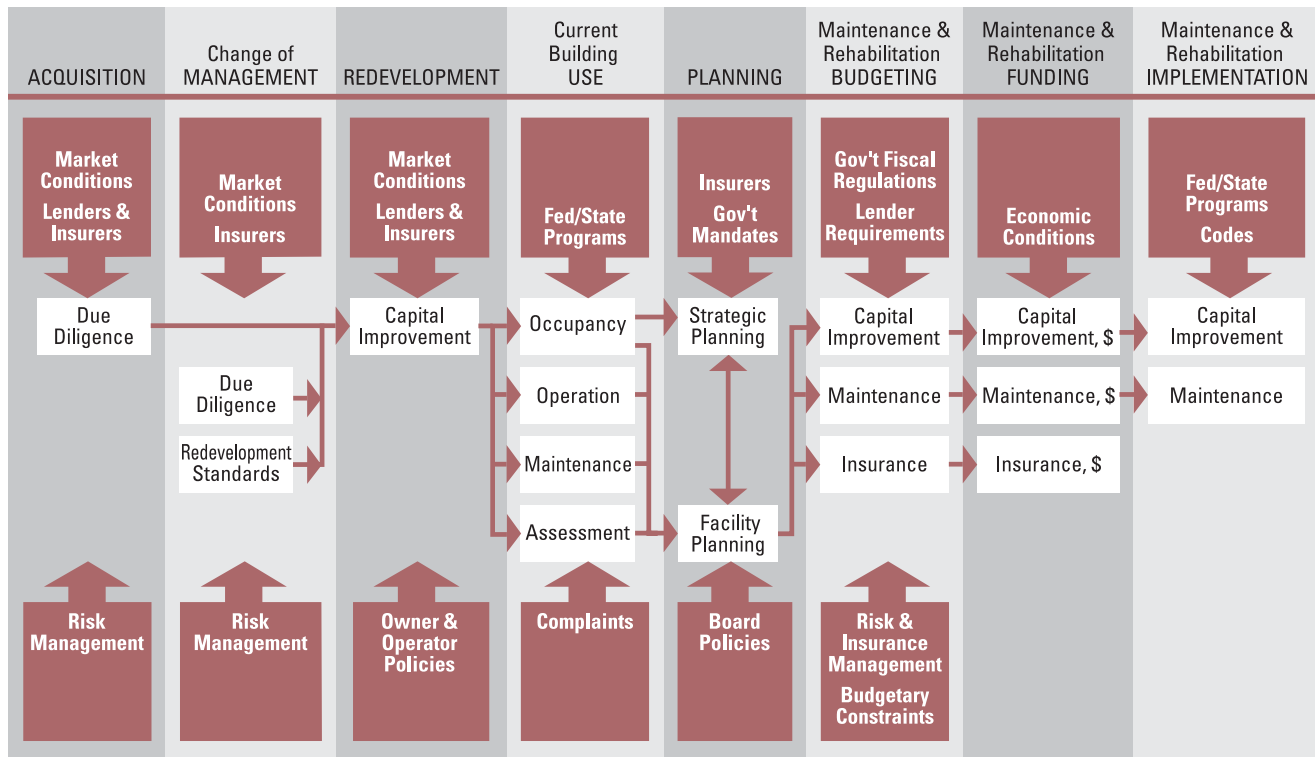 ACQUISITION
Change of
MANAGEMENT
REDEVELOPMENT
Current
Building
USE
PLANNING
Maintenance &
Rehabilitation
BUDGETING
Maintenance &
Rehabilitation
FUNDING
Maintenance &
Rehabilitation
IMPLEMENTATION
Market
Conditions
Lenders &
Insurers
Market
Conditions
Insurers
Market
Conditions
Lenders &
Insurers
Fed/State
Programs
Insurers
Gov't
Mandates
Gov't Fiscal
Regulations
Lender
Requirements
Economic
Conditions
Fed/State
Programs
Codes
Due
Diligence
Due
Diligence
Redevelopment
Standards
Capital
Improvement
Occupancy
Operation
Maintenance
Assessment
Strategic
Planning
Facility
Planning
Capital
Improvement
Maintenance
Insurance
Capital
Improvement, $
Maintenance, $
Insurance, $
Capital
Improvement
Maintenance
Risk
Management
Risk
Management
Owner &
Operator
Policies
Complaints
Board
Policies
Risk &
Insurance
Management
Budgetary
Constraints